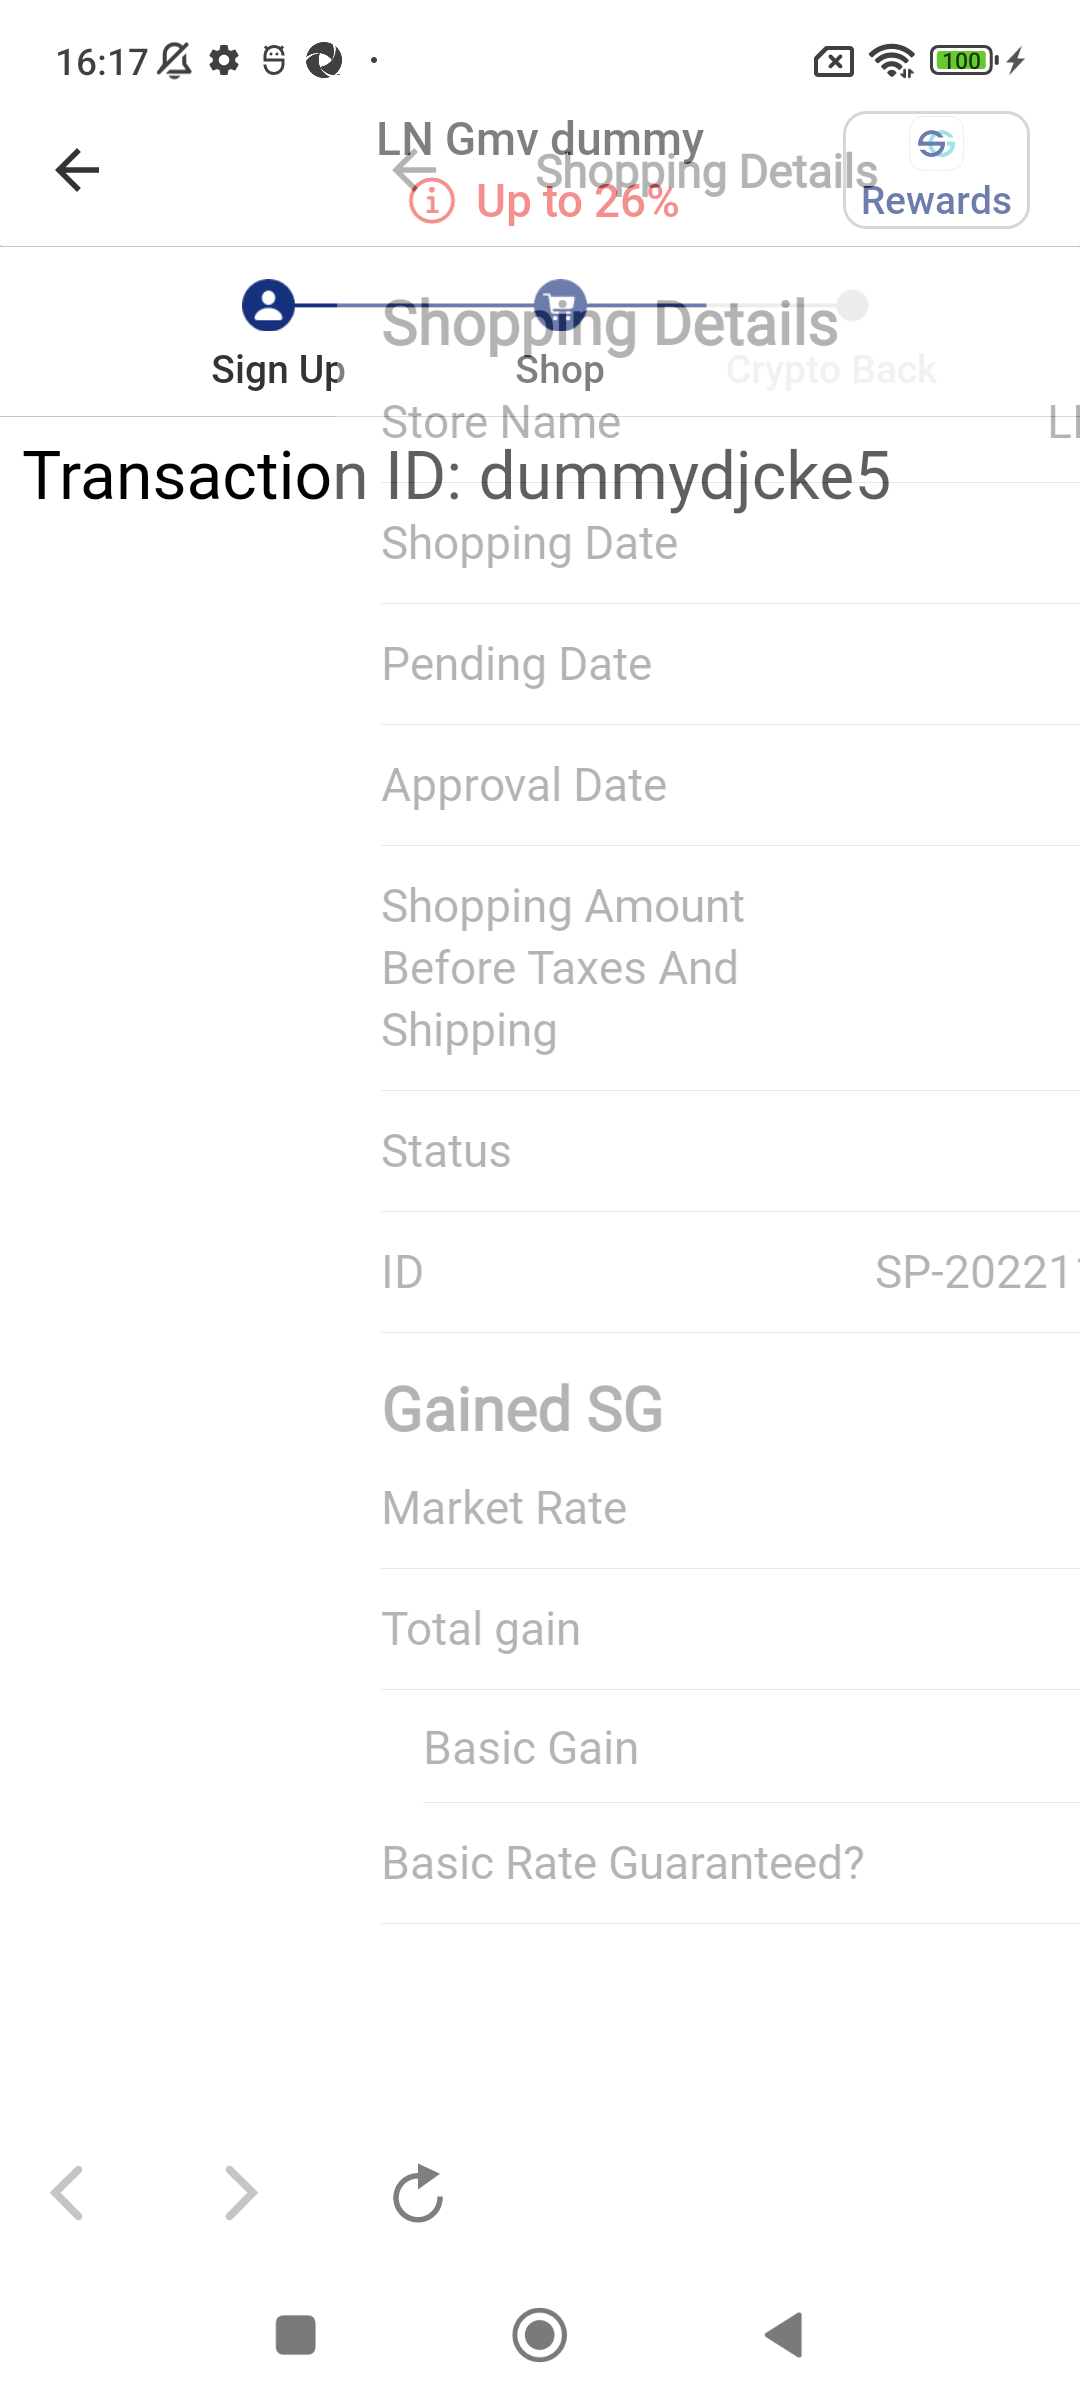 16:17
100
LN Gmv dummy
Shopping Details
Up to 26%
Rewards
Shopping Details
Sign Up
Shop
Crypto Back
Store Name
Transaction ID: dummydjcke5
Shopping Date
Pending Date
Approval Date
Shopping Amount
Before Taxes And
Shipping
Status
ID SP-20221
Gained SG
Market Rate
Total gain
Basic Gain
Basic Rate Guaranteed?